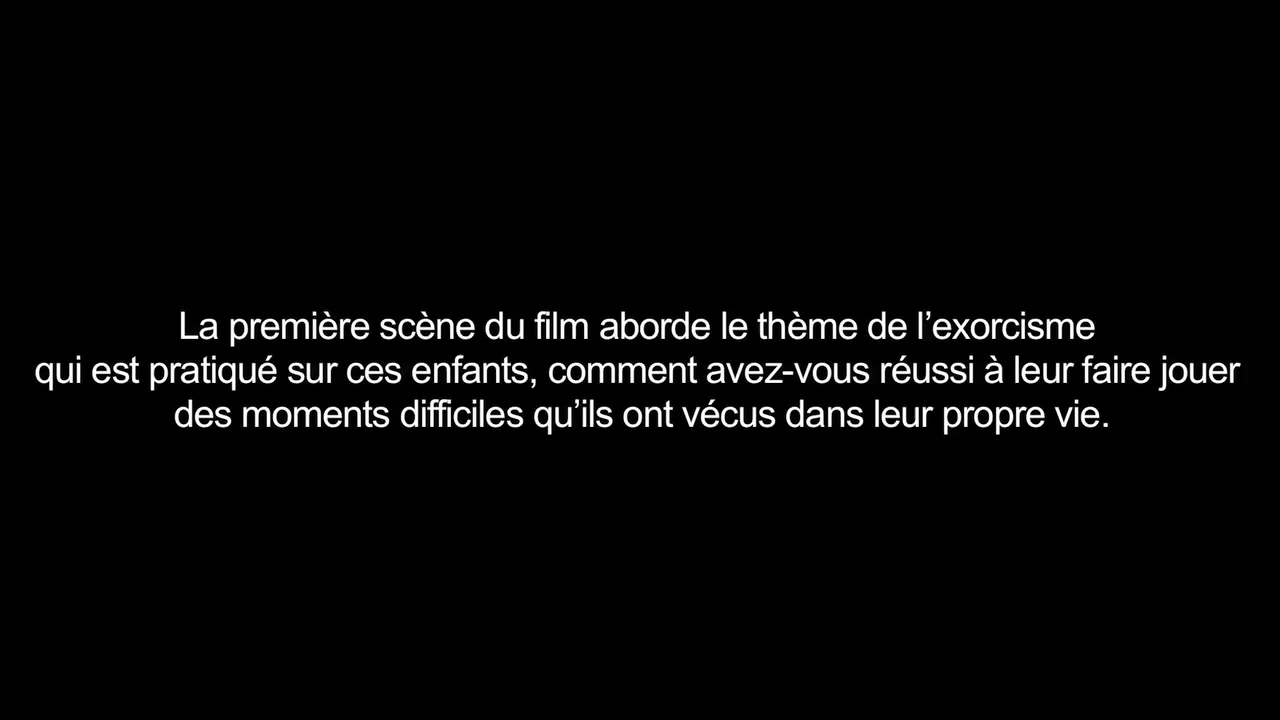 La première scène du film aborde le thème de l’exorcisme
qui est pratiqué sur ces enfants, comment avez-vous réussi à leur faire jouer
des moments difficiles qu’ils ont vécus dans leur propre vie.